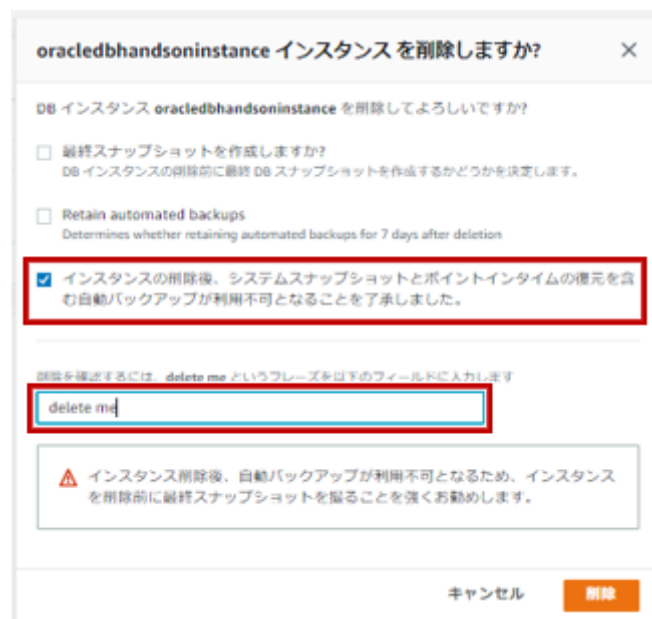 oracledbhandsoninstance インスタンス を削除しますか?
DB インスタンス oracledbhandsoninstance を削除してよろしいですか?
最終スナップショットを作成しますか?
DB インスタンスの削除前に最終 DB スナップショットを作成するかどうかを決定します。
Retain automated backups
Determines whether retaining automated backups for 7 days after deletion
インスタンスの削除後、システムスナップショットとポイントインタイムの復元を含
む自動バックアップが利用不可となることを了承しました。
削除を確認するには、delete me というフレーズを以下のフィールドに入力します
delete me
インスタンス削除後、自動バックアップが利用不可となるため、インスタンス
を削除前に最終スナップショットを撮ることを強くお勧めします。
キャンセル
削除